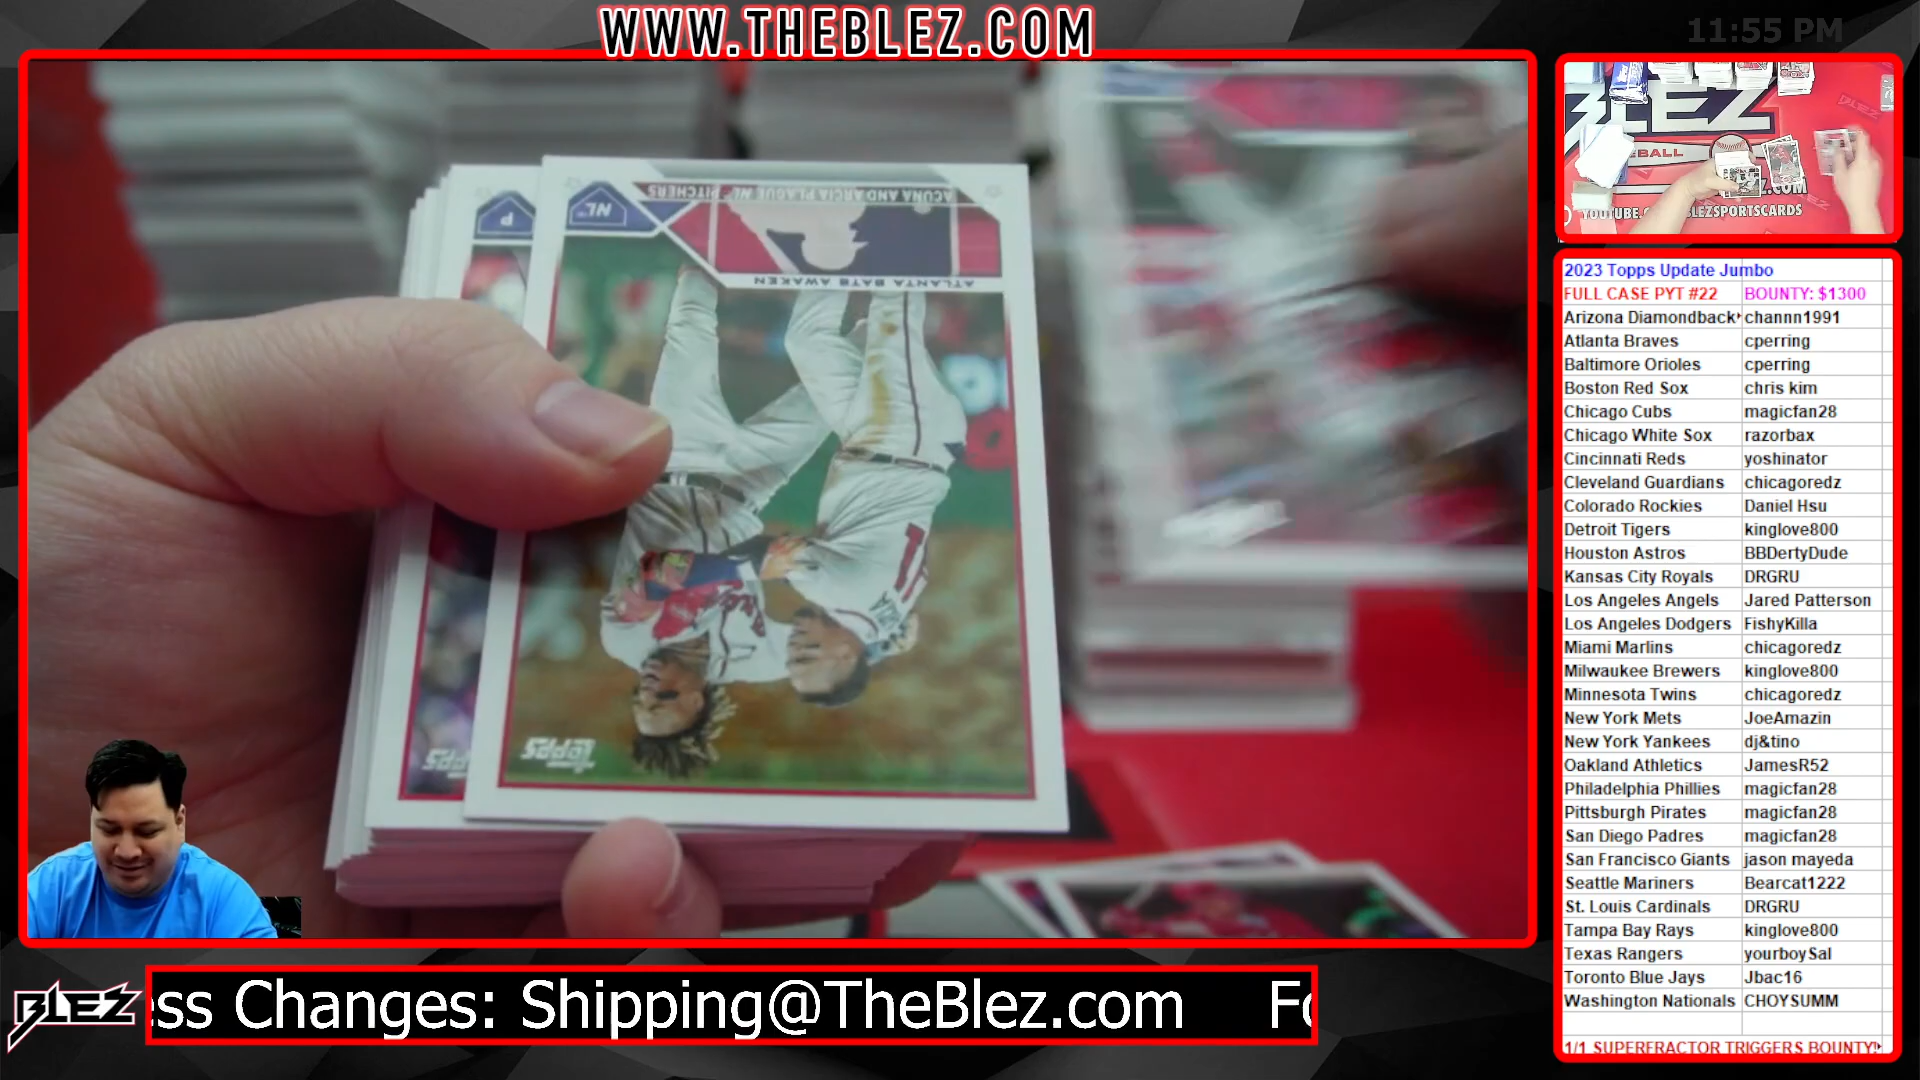 WWW.THEBLEZ.COM
11:55 PM
BLEZ
YOUTUBE.
BLEZSPORTSCARDS
2023 Topps Update Jumbo
FULL CASE PYT #22 BOUNTY: $1300
Arizona Diamondback channn1991
Atlanta Braves cperring
Baltimore Orioles cperring
Boston Red Sox chris kim
Chicago Cubs magicfan28
Chicago White Sox razorbax
Cincinnati Reds yoshinator
Cleveland Guardians chicagoredz
Colorado Rockies Daniel Hsu
Detroit Tigers kinglove800
Houston Astros BBDertyDude
Kansas City Royals DRGRU
Los Angeles Angels Jared Patterson
Los Angeles Dodgers FishyKilla
Miami Marlins chicagoredz
Milwaukee Brewers kinglove800
Minnesota Twins chicagoredz
New York Mets JoeAmazin
New York Yankees dj&tino
Oakland Athletics JamesR52
Philadelphia Phillies magicfan28
Pittsburgh Pirates magicfan28
San Diego Padres magicfan28
San Francisco Giants jason mayeda
Seattle Mariners Bearcat1222
St. Louis Cardinals DRGRU
Tampa Bay Rays kinglove800
Texas Rangers yourboySal
Toronto Blue Jays Jbac16
Washington Nationals CHOYSUMM
1/1 SUPERFRACTOR TRIGGERS BOUNTY!
ACUNA AND ARCIA PLAGUE NL PITCHERS
NL
P
ATLANTA BATS AWAKEN
Topps
BLEZ
ss Changes: Shipping@TheBlez.com Fo